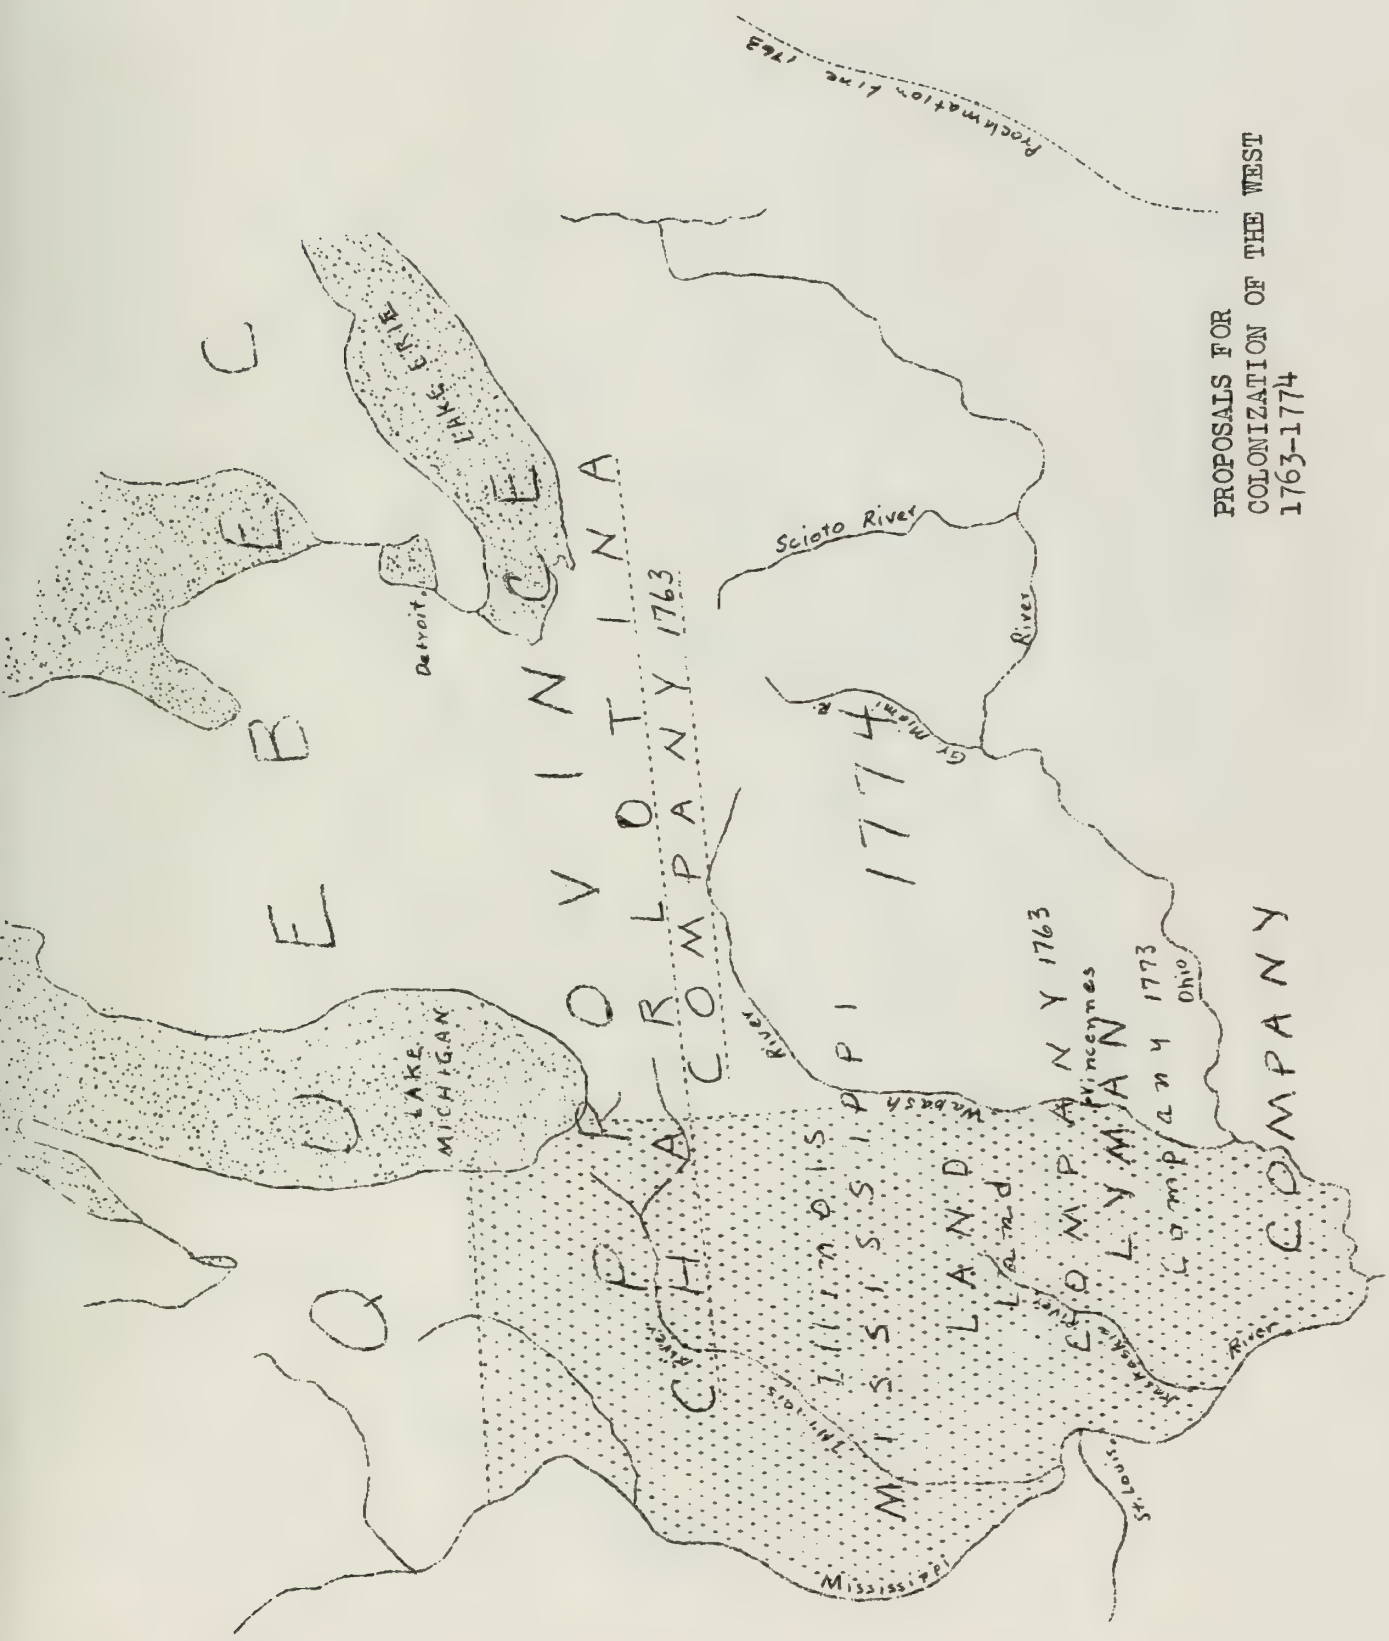 QUEBEC
PROVINCE
1774
LAKE
MICHIGAN
LAKE ERIE
Detroit.
CHARLOTINA
COMPANY 1763
Proclamation Line 1763
Illinois River
Illinois
Land
Company 1773
MISSISSIPPI
LAND
COMPANY 1763
LYMAN
COMPANY
Wabash River
Vincennes
Gr Miami R.
Scioto River
Ohio River
Kaskaskia River
Mississippi River
St. Louis
PROPOSALS FOR
COLONIZATION OF THE WEST
1763-1774